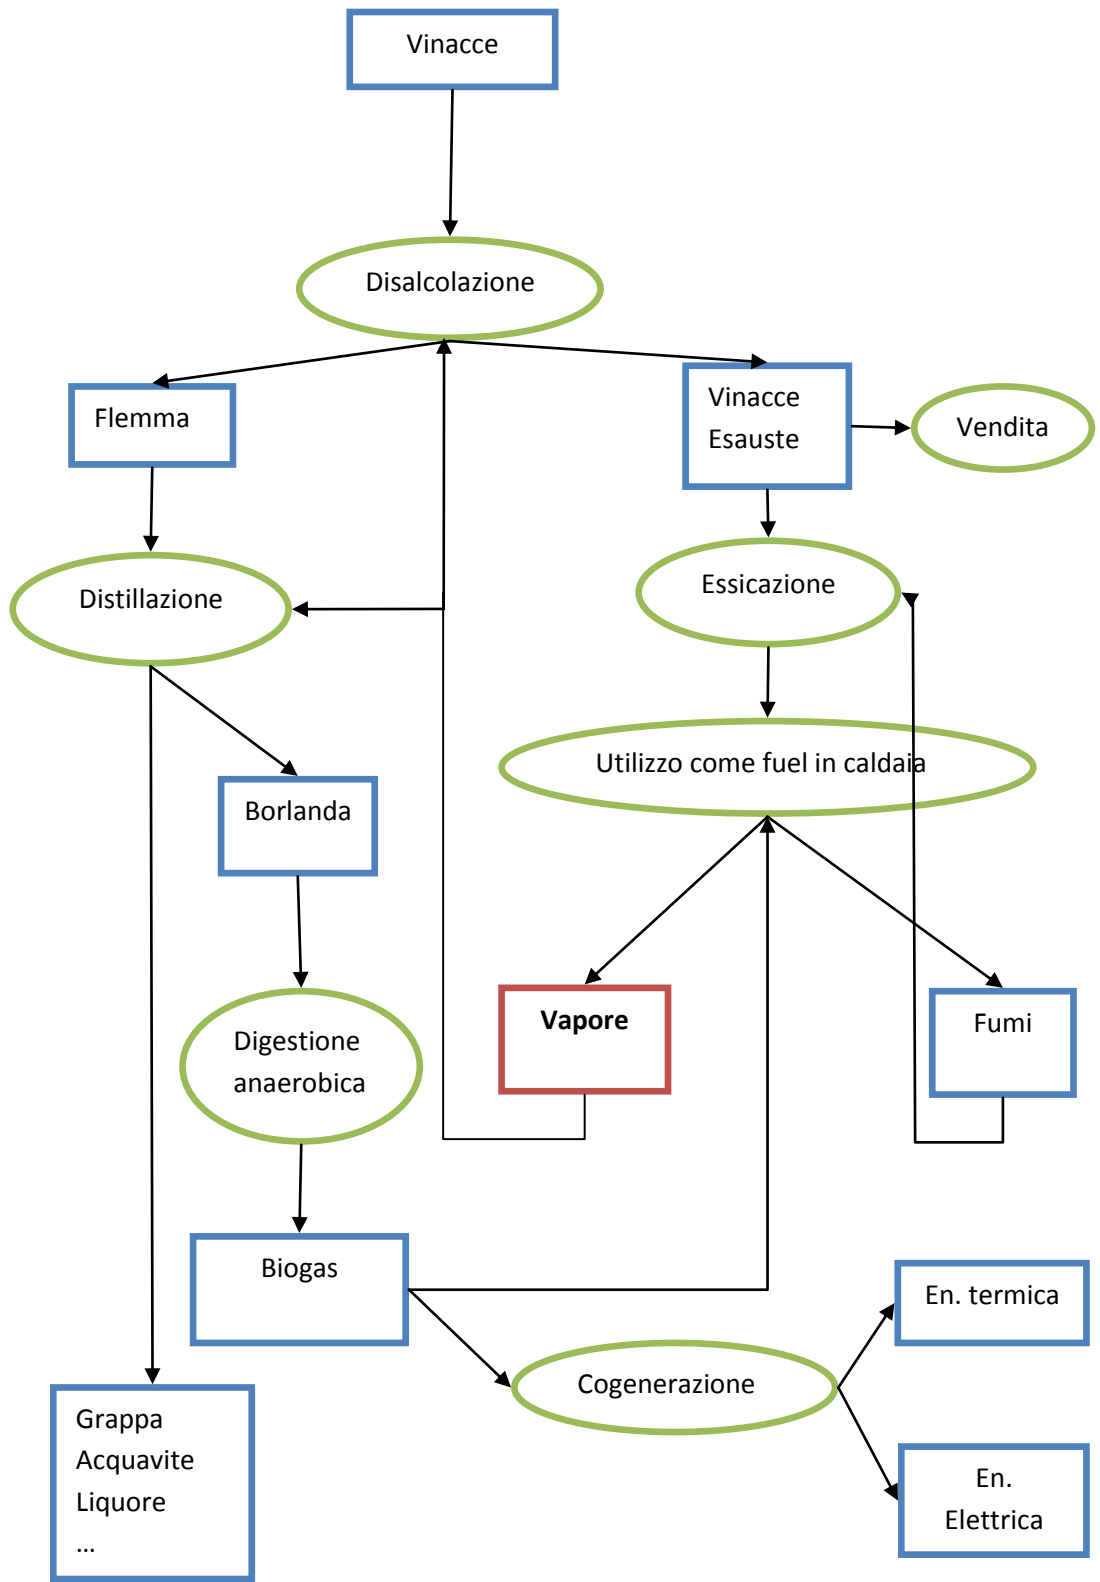 Vinacce
Disalcolazione
Flemma
Vinacce
Esauste
Vendita
Distillazione
Essicazione
Utilizzo come fuel in caldaia
Borlanda
Vapore
Fumi
Digestione
anaerobica
Biogas
En. termica
Cogenerazione
Grappa
Acquavite
Liquore
...
En.
Elettrica